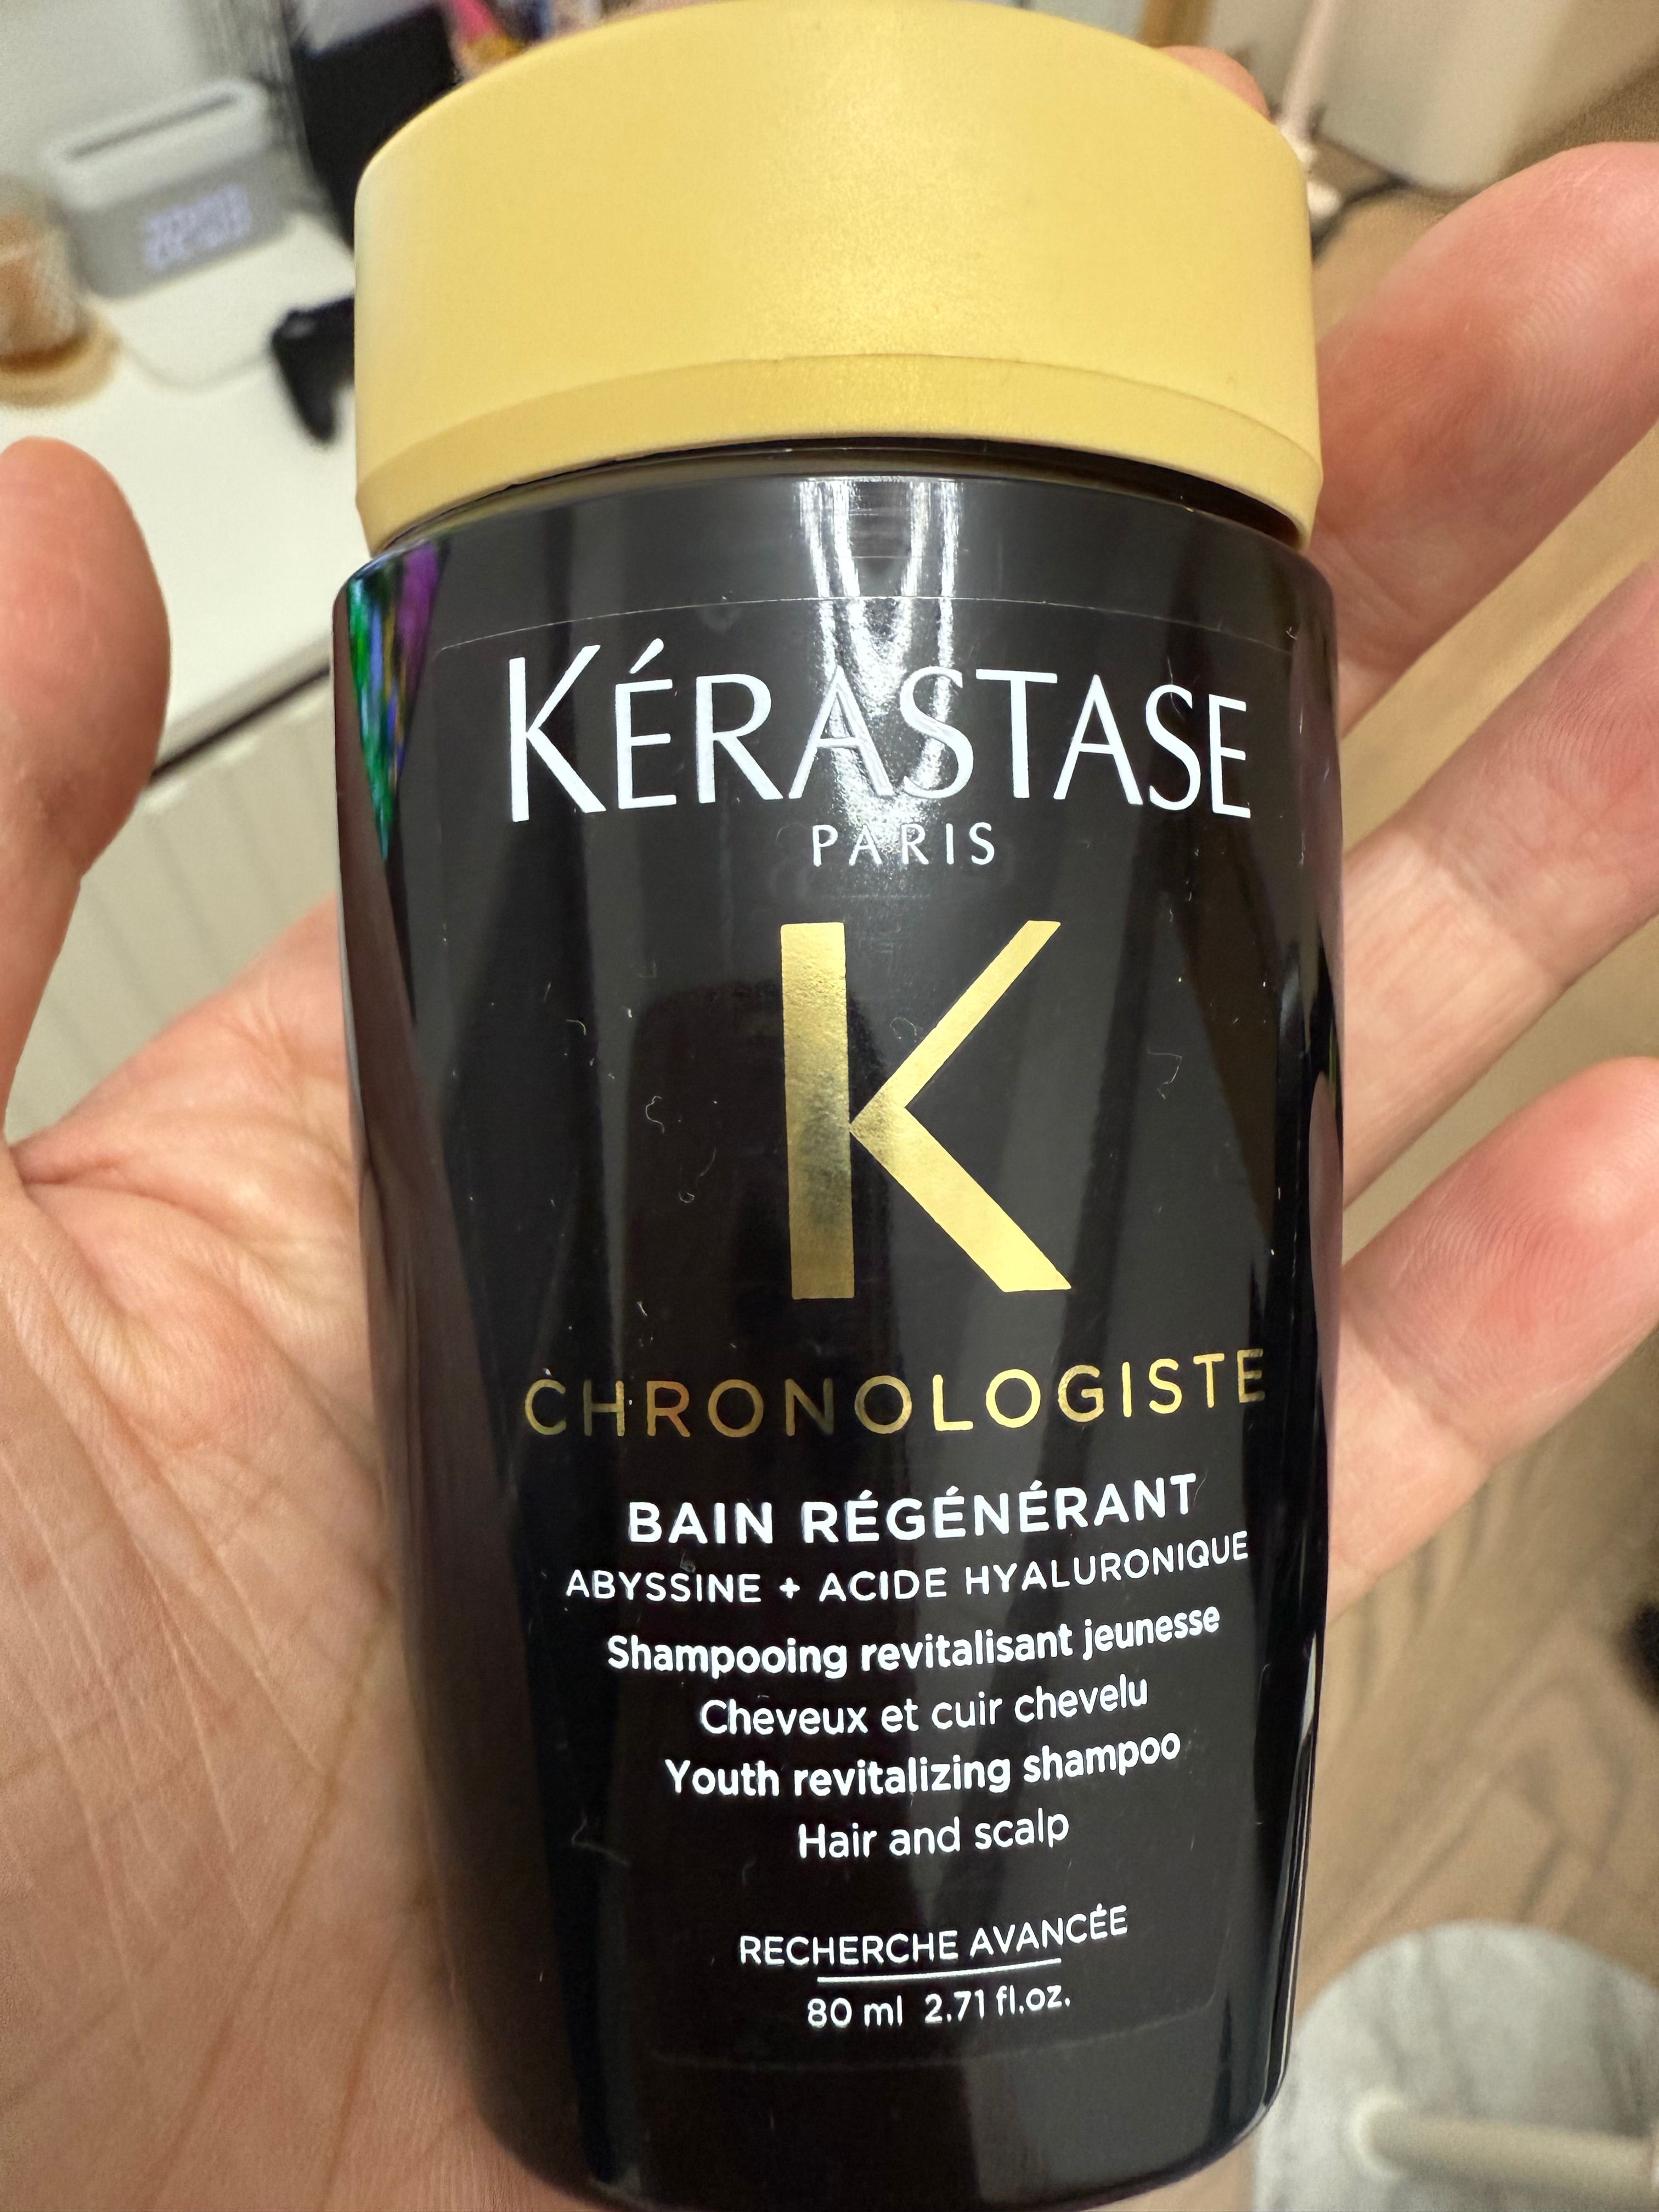 KÉRASTASE
PARIS
K
CHRONOLOGISTE
BAIN RÉGÉNÉRANT
ABYSSINE + ACIDE HYALURONIQUE
Shampooing revitalisant jeunesse
Cheveux et cuir chevelu
Youth revitalizing shampoo
Hair and scalp
RECHERCHE AVANCÉE
80 ml 2.71 fl.oz.